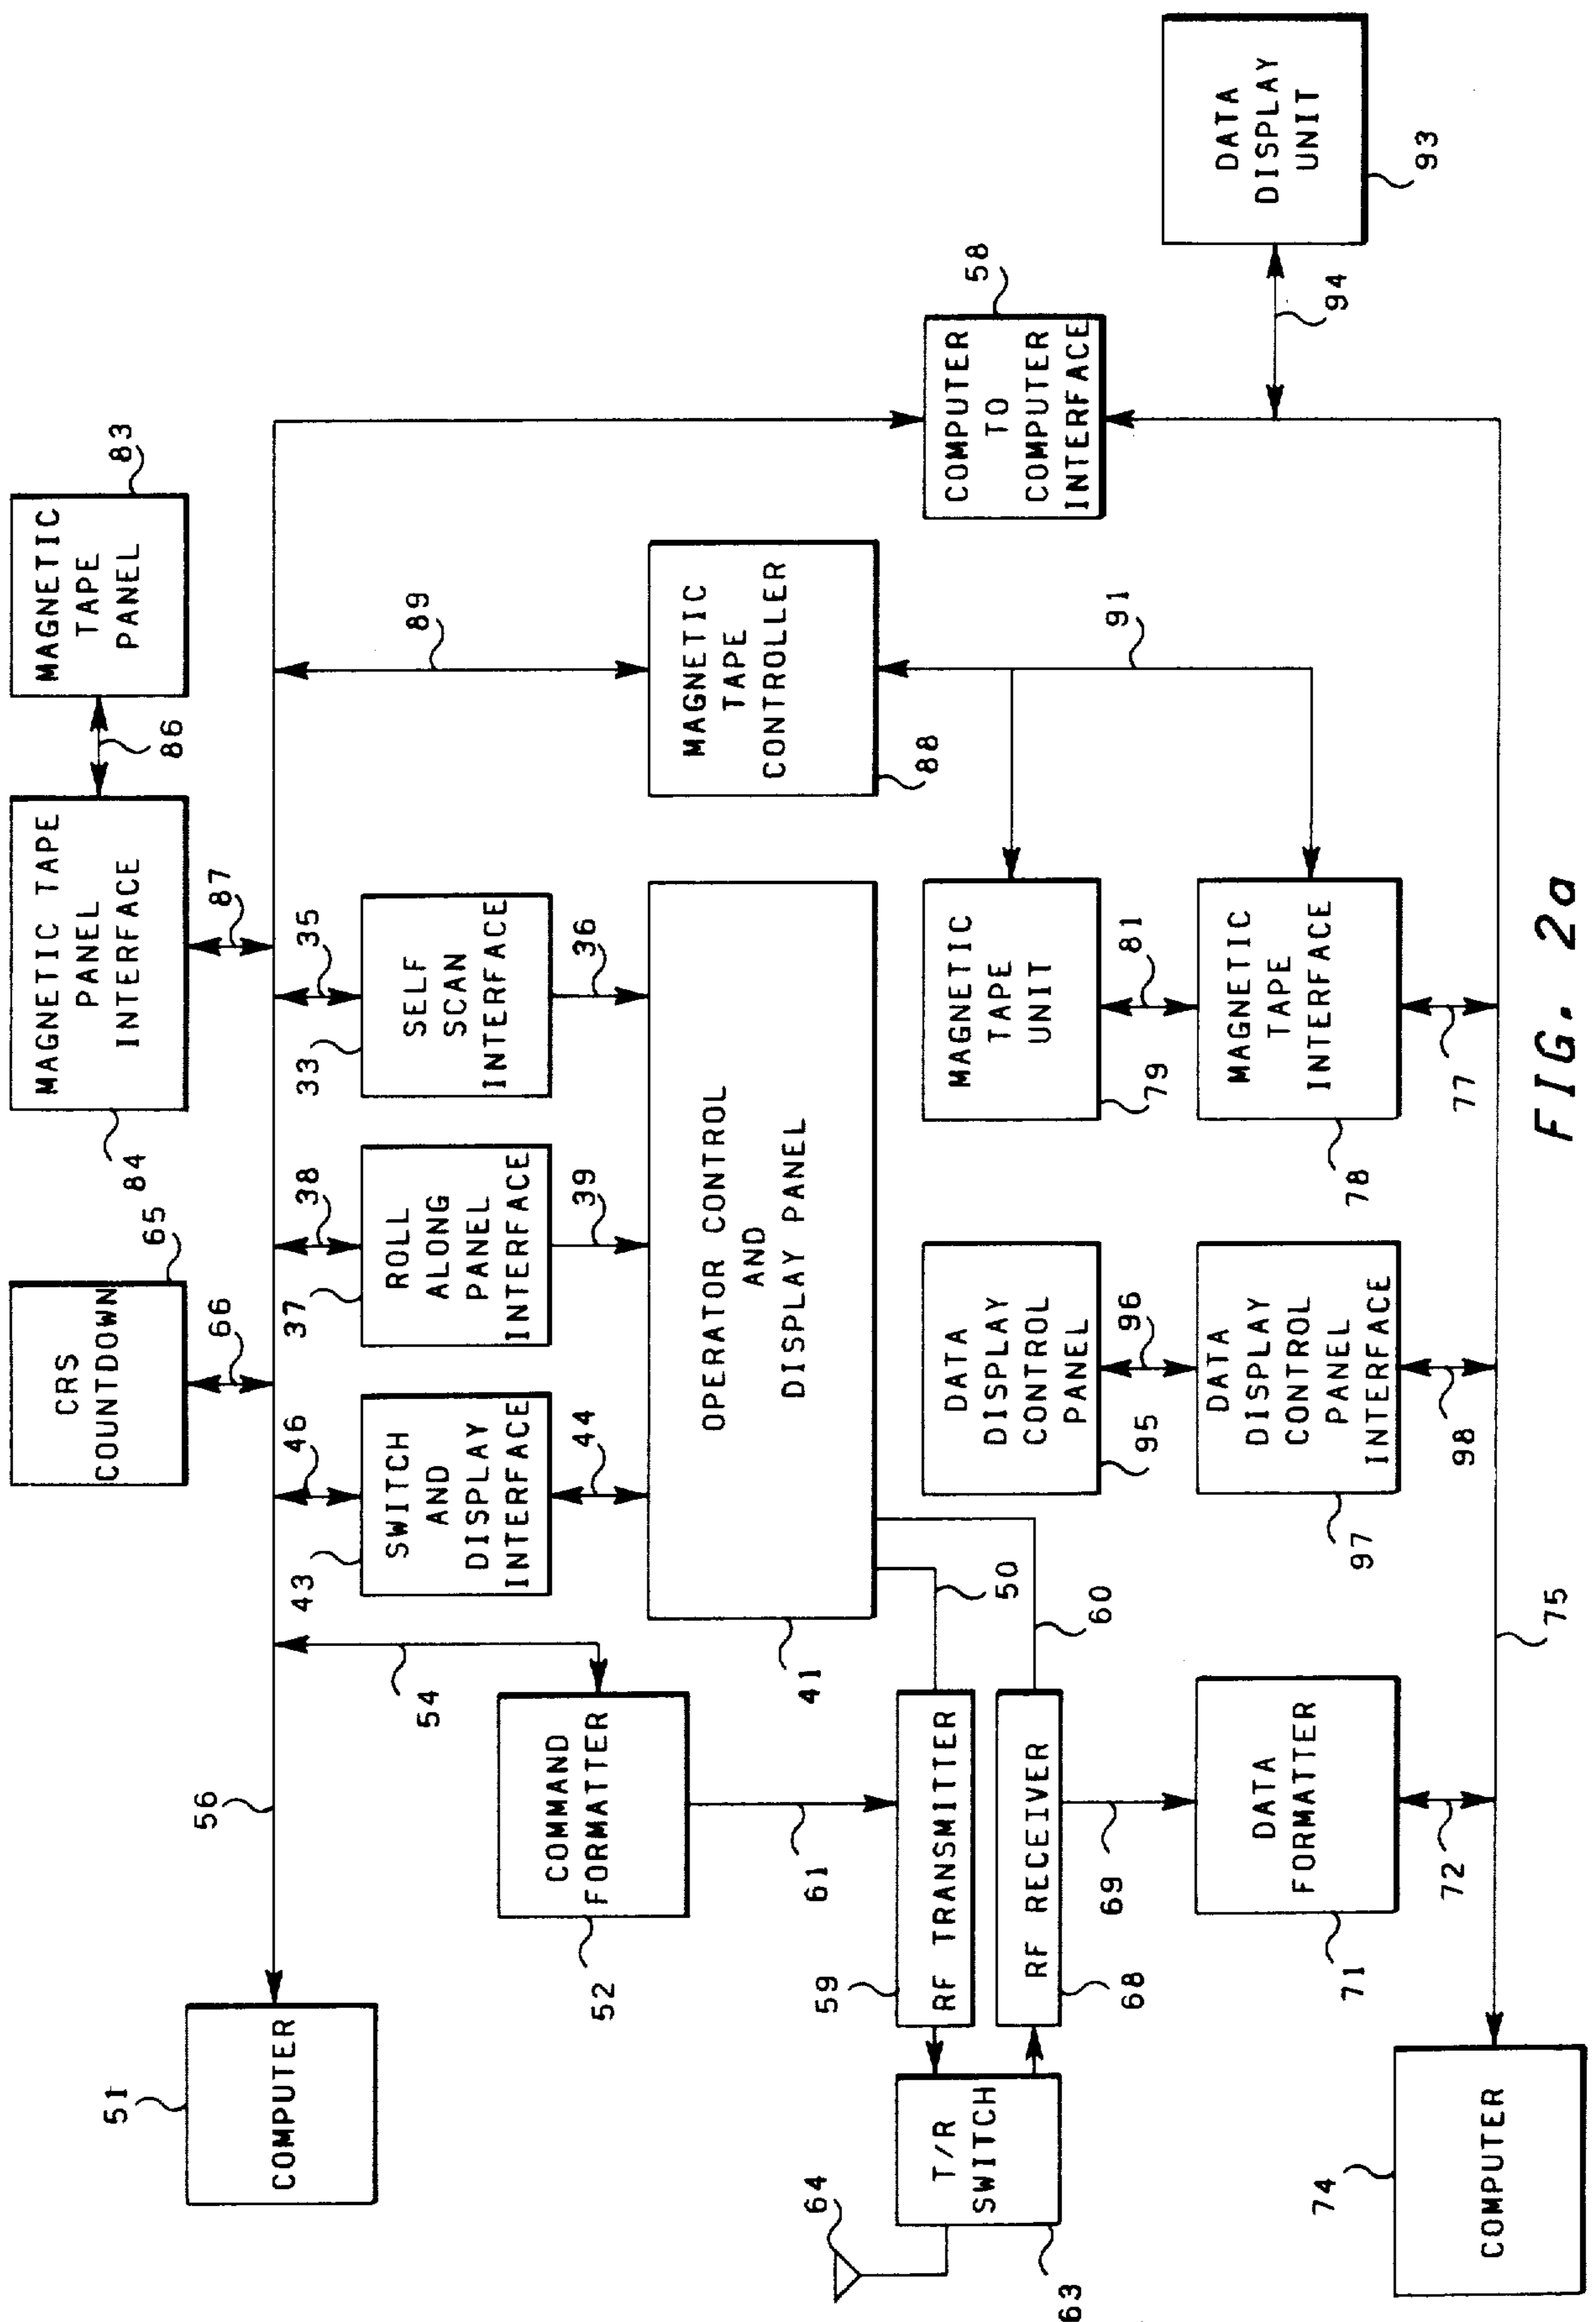 MAGNETIC TAPE
PANEL
INTERFACE
84
86
MAGNETIC
TAPE
PANEL
83
CRS
COUNTDOWN
65
66
87
51
COMPUTER
56
54
46
38
35
89
43
SWITCH
AND
DISPLAY
INTERFACE
37
ROLL
ALONG
PANEL
INTERFACE
33
SELF
SCAN
INTERFACE
44
39
36
COMMAND
FORMATTER
52
OPERATOR CONTROL
AND
DISPLAY PANEL
41
MAGNETIC
TAPE
CONTROLLER
88
61
50
60
91
COMPUTER
TO
COMPUTER
INTERFACE
58
64
T/R
SWITCH
63
59
RF TRANSMITTER
RF RECEIVER
68
69
DATA
DISPLAY
CONTROL
PANEL
95
96
MAGNETIC
TAPE
UNIT
79
81
94
DATA
DISPLAY
UNIT
93
DATA
FORMATTER
71
72
DATA
DISPLAY
CONTROL
PANEL
INTERFACE
97
98
MAGNETIC
TAPE
INTERFACE
78
77
74
COMPUTER
75
FIG. 2a